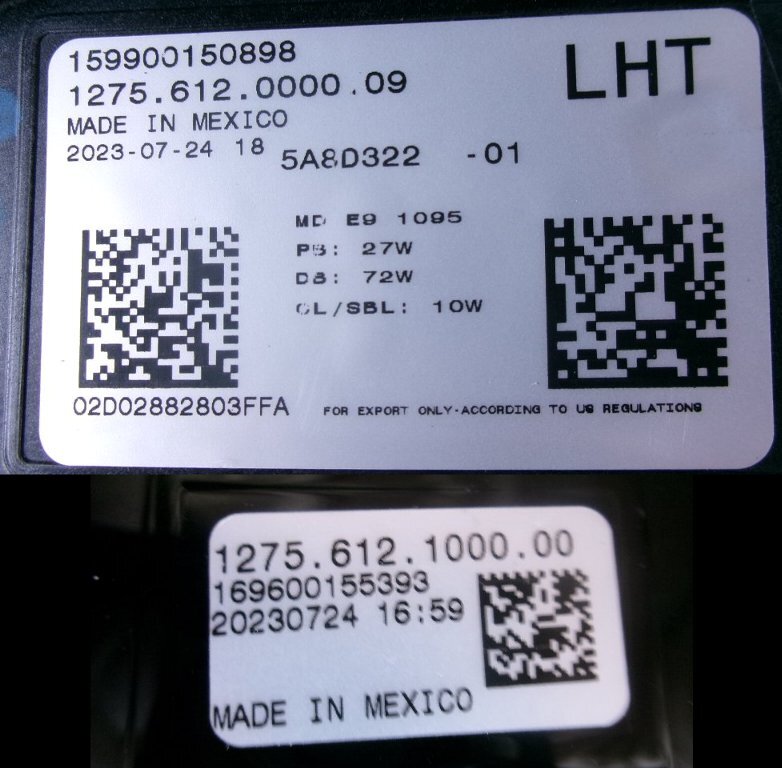 159900150898
LHT
1275.612.0000.09
MADE IN MEXICO
2023-07-24 18
5A8D322 -01
MD E9 1095
PS: 27W
D8: 72W
CL/SBL: 10W
02D02882803FFA
FOR EXPORT ONLY-ACCORDING TO US REGULATIONS
1275.612.1000.00
169600155393
20230724 16:59
MADE IN MEXICO